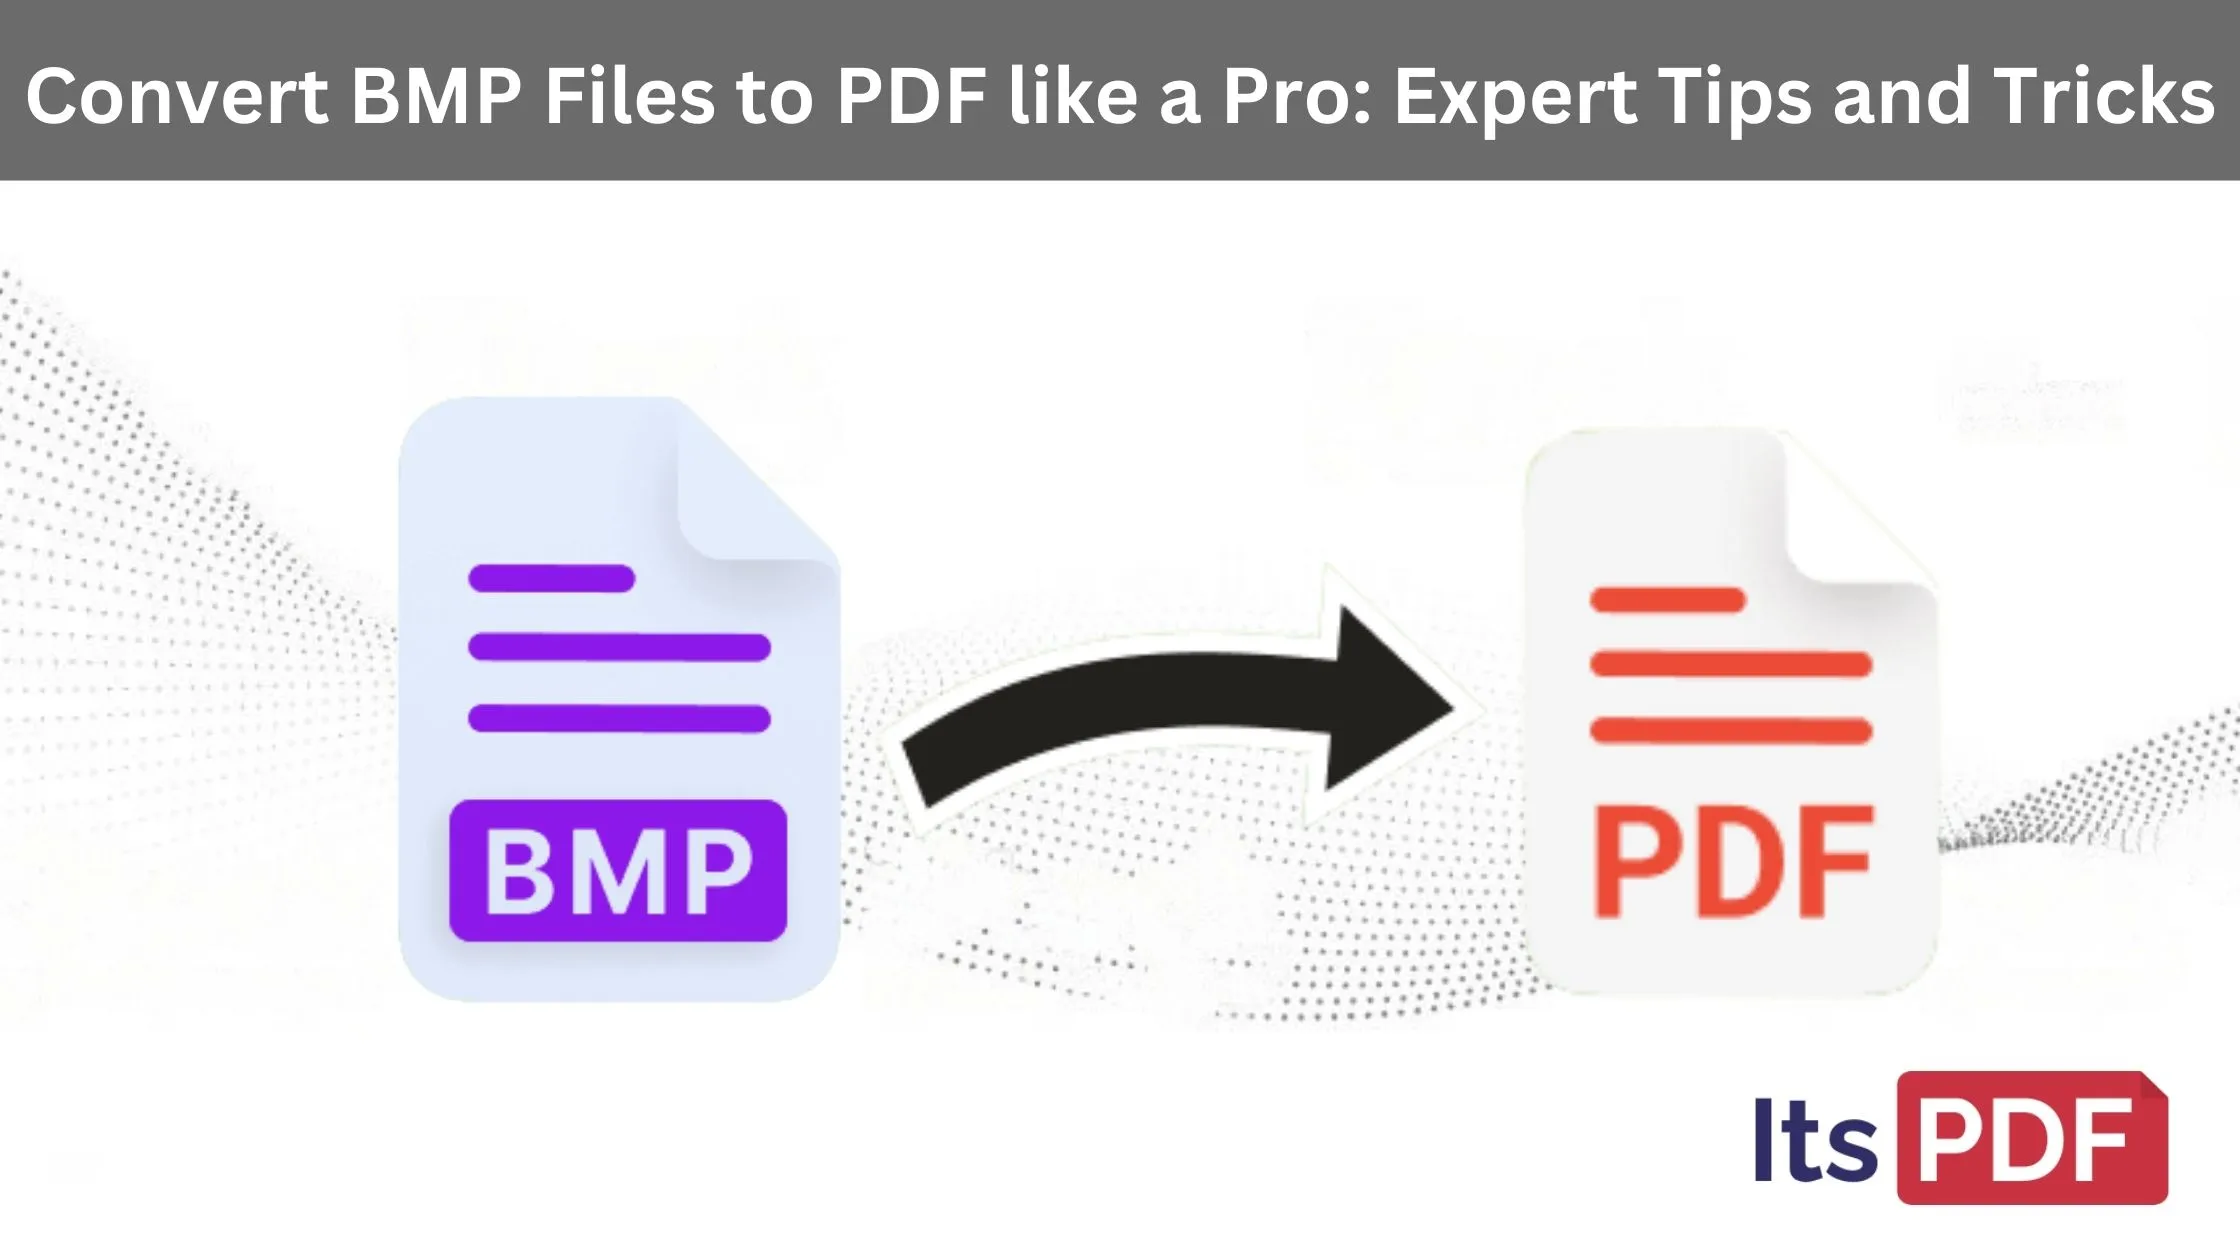 Convert BMP Files to PDF like a Pro: Expert Tips and Tricks
BMP
PDF
Its PDF